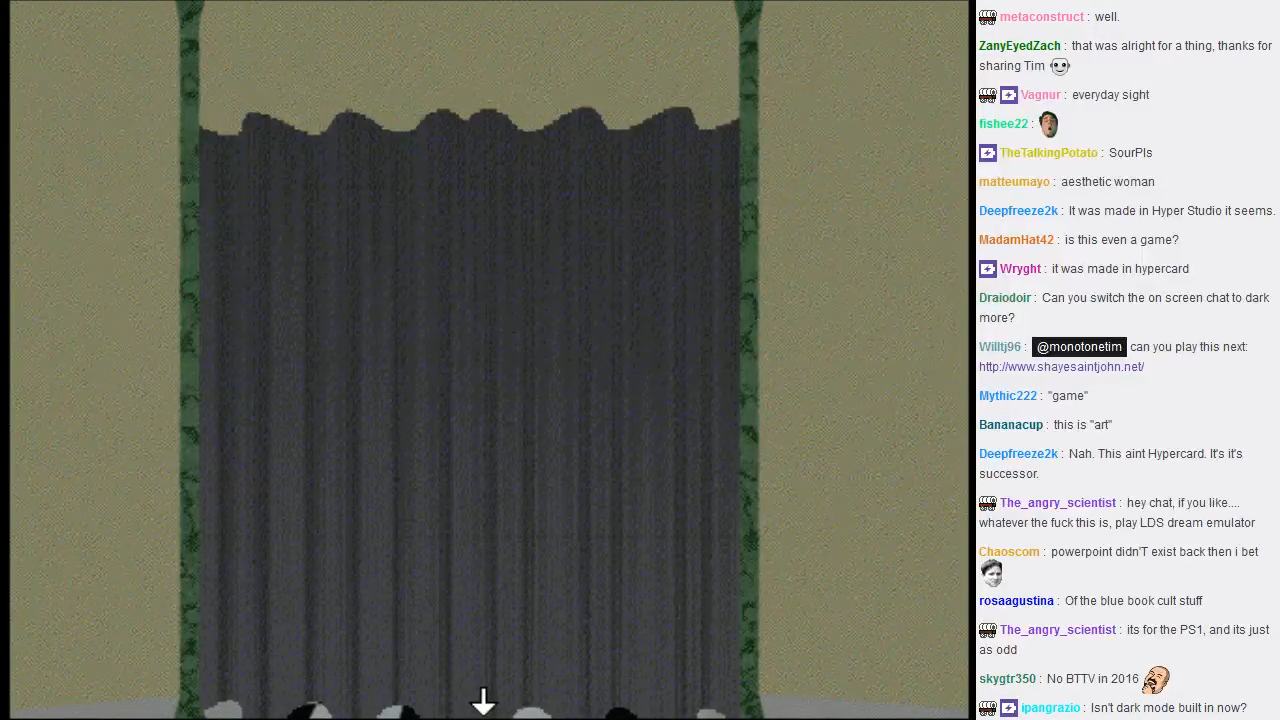 metaconstruct : well.
ZanyEyedZach : that was alright for a thing, thanks for
sharing Tim
Vagnur : everyday sight
fishee22 :
TheTalkingPotato : SourPls
matteumayo : aesthetic woman
Deepfreeze2k : It was made in Hyper Studio it seems.
MadamHat42 : is this even a game?
Wryght : it was made in hypercard
Draiodoir : Can you switch the on screen chat to dark
more?
Willtj96 : @monotonetim can you play this next:
http://www.shayesaintjohn.net/
Mythic222 : "game"
Bananacup : this is "art"
Deepfreeze2k : Nah. This aint Hypercard. It's it's
successor.
The_angry_scientist : hey chat, if you like....
whatever the fuck this is, play LDS dream emulator
Chaoscom : powerpoint didn'T exist back then i bet
rosaagustina : Of the blue book cult stuff
The_angry_scientist : its for the PS1, and its just
as odd
skygtr350 : No BTTV in 2016
ipangrazio : Isn't dark mode built in now?